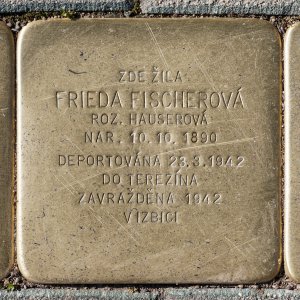 ZDE ŽILA
FRIEDA FISCHEROVÁ
ROZ. HAUSEROVÁ
NAR. 10. 10. 1890
DEPORTOVÁNA 23. 3. 1942
DO TEREZÍNA
ZAVRAŽDĚNA 1942
V IZBICI